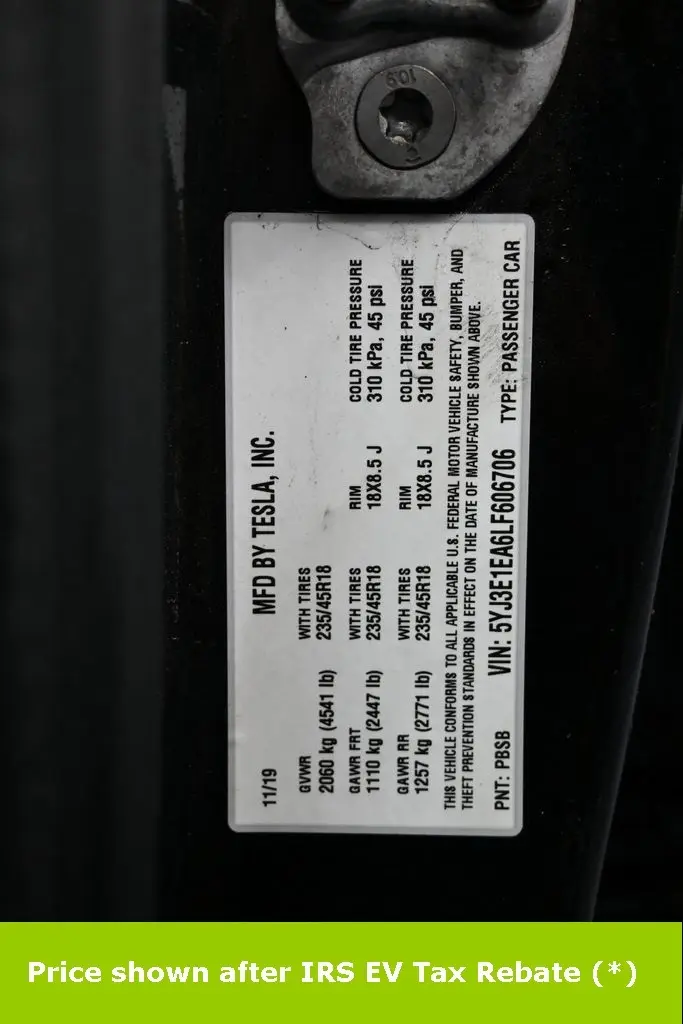 10.9
11/19 MFD BY TESLA, INC.
GVWR WITH TIRES
2060 kg (4541 lb) 235/45R18
GAWR FRT WITH TIRES RIM COLD TIRE PRESSURE
1110 kg (2447 lb) 235/45R18 18X8.5 J 310 kPa, 45 psi
GAWR RR WITH TIRES RIM COLD TIRE PRESSURE
1257 kg (2771 lb) 235/45R18 18X8.5 J 310 kPa, 45 psi
THIS VEHICLE CONFORMS TO ALL APPLICABLE U.S. FEDERAL MOTOR VEHICLE SAFETY, BUMPER, AND
THEFT PREVENTION STANDARDS IN EFFECT ON THE DATE OF MANUFACTURE SHOWN ABOVE.
PNT: PBSB VIN: 5YJ3E1EA6LF606706 TYPE: PASSENGER CAR
Price shown after IRS EV Tax Rebate (*)